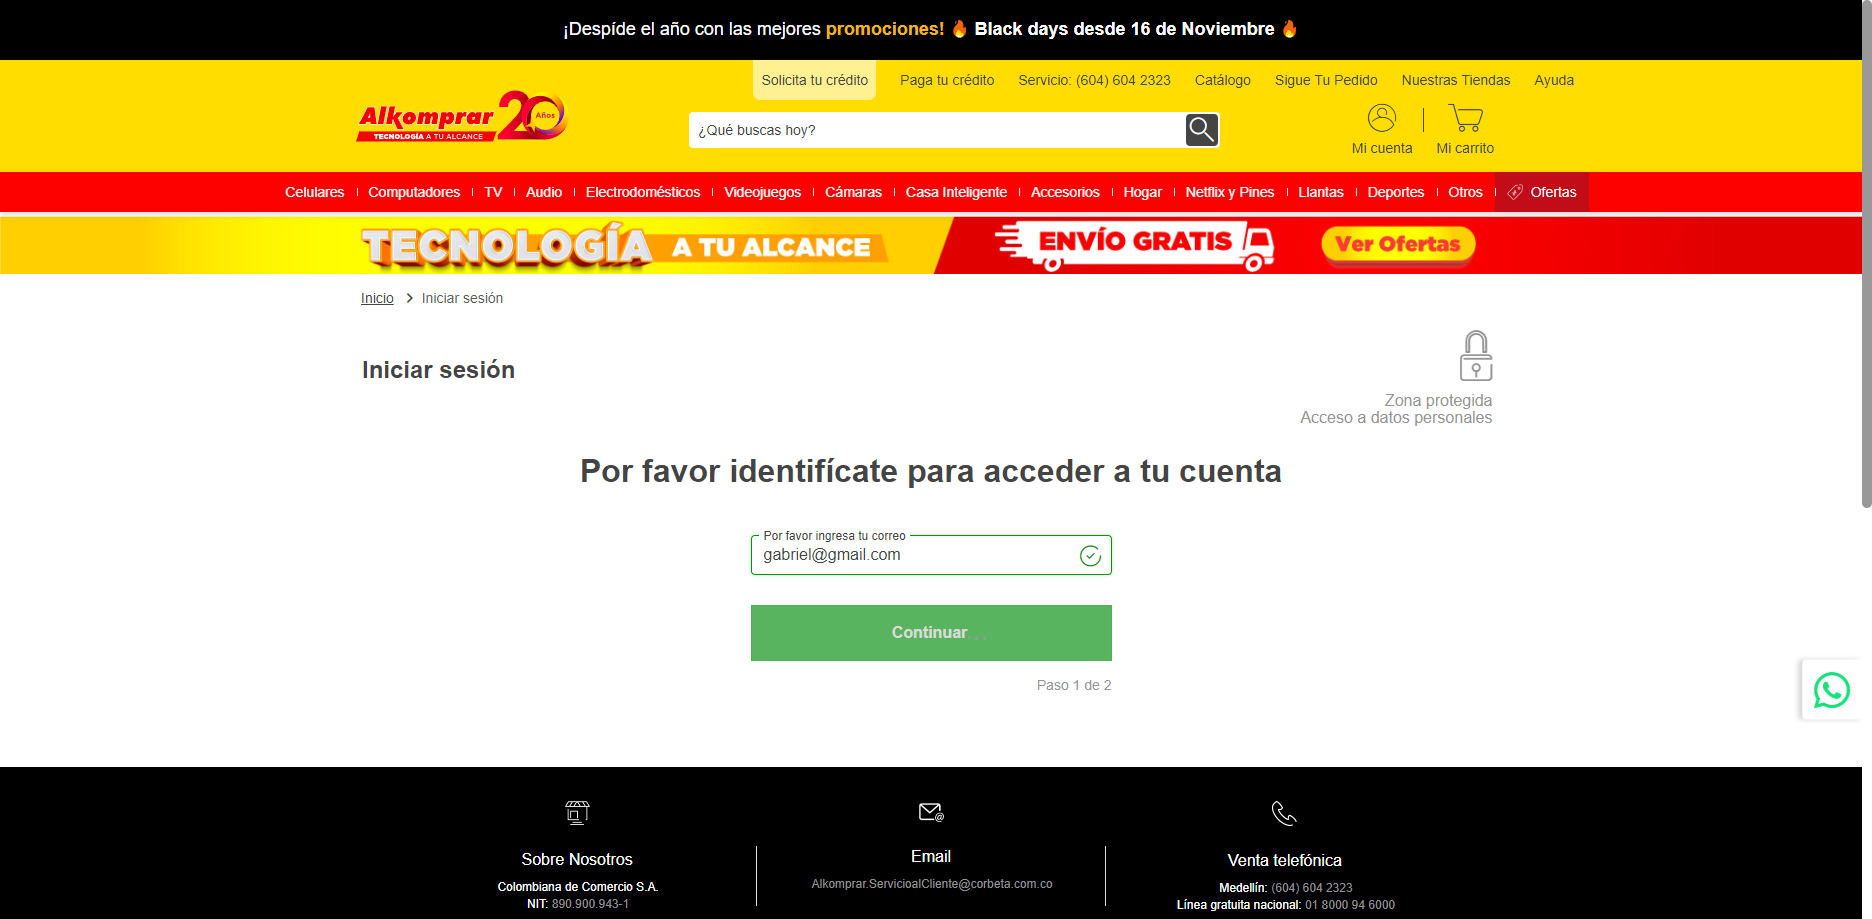 ¡Despíde el año con las mejores promociones! 🔥 Black days desde 16 de Noviembre 🔥
Solicita tu crédito
Paga tu crédito
Servicio: (604) 604 2323
Catálogo
Sigue Tu Pedido
Nuestras Tiendas
Ayuda
Alkomprar 20 Años
TECNOLOGÍA A TU ALCANCE
¿Qué buscas hoy?
Mi cuenta
Mi carrito
Celulares
Computadores
TV
Audio
Electrodomésticos
Videojuegos
Cámaras
Casa Inteligente
Accesorios
Hogar
Netflix y Pines
Llantas
Deportes
Otros
Ofertas
TECNOLOGÍA A TU ALCANCE
ENVÍO GRATIS
Ver Ofertas
Inicio
Iniciar sesión
Iniciar sesión
Zona protegida
Acceso a datos personales
Por favor identifícate para acceder a tu cuenta
Por favor ingresa tu correo
gabriel@gmail.com
Continuar...
Paso 1 de 2
Sobre Nosotros
Colombiana de Comercio S.A.
NIT: 890.900.943-1
Email
Alkomprar.ServicioalCliente@corbeta.com.co
Venta telefónica
Medellín: (604) 604 2323
Línea gratuita nacional: 01 8000 94 6000